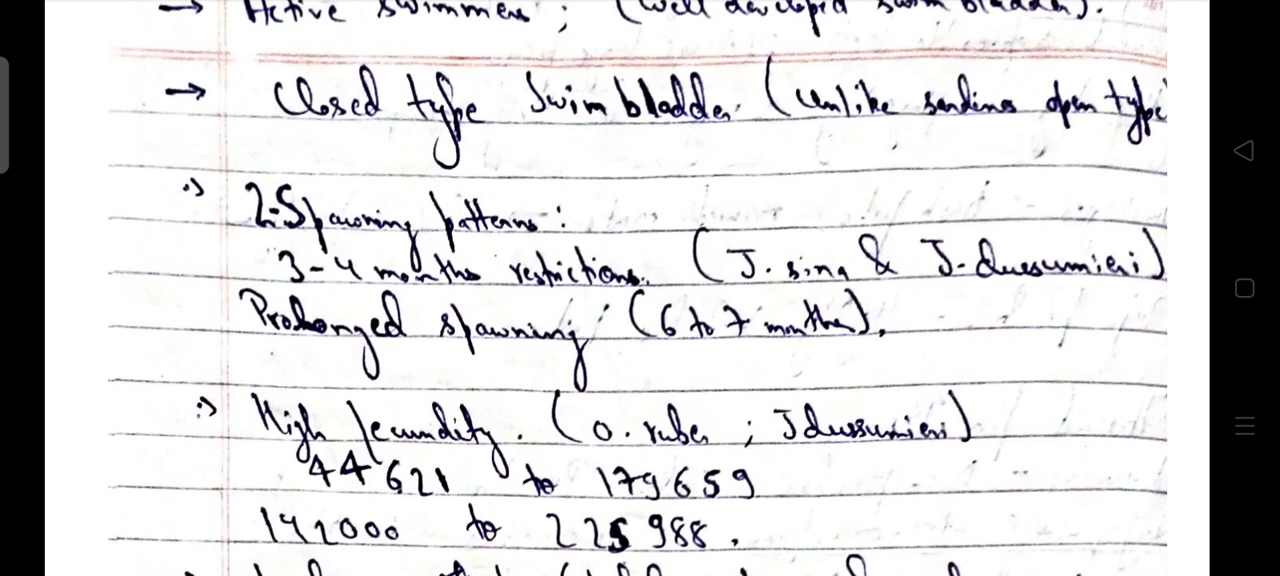 → Active swimmers ; (well developed swim bladder).
→ Closed type Swim bladder (unlike sardines open type
2-Spawning patterns :
3-4 months restrictions. (J. sina & J. dussumieri)
Prolonged spawning (6 to 7 months).
High fecundity. (O. ruber ; J dussumieri)
44621 to 179659
142000 to 225988.